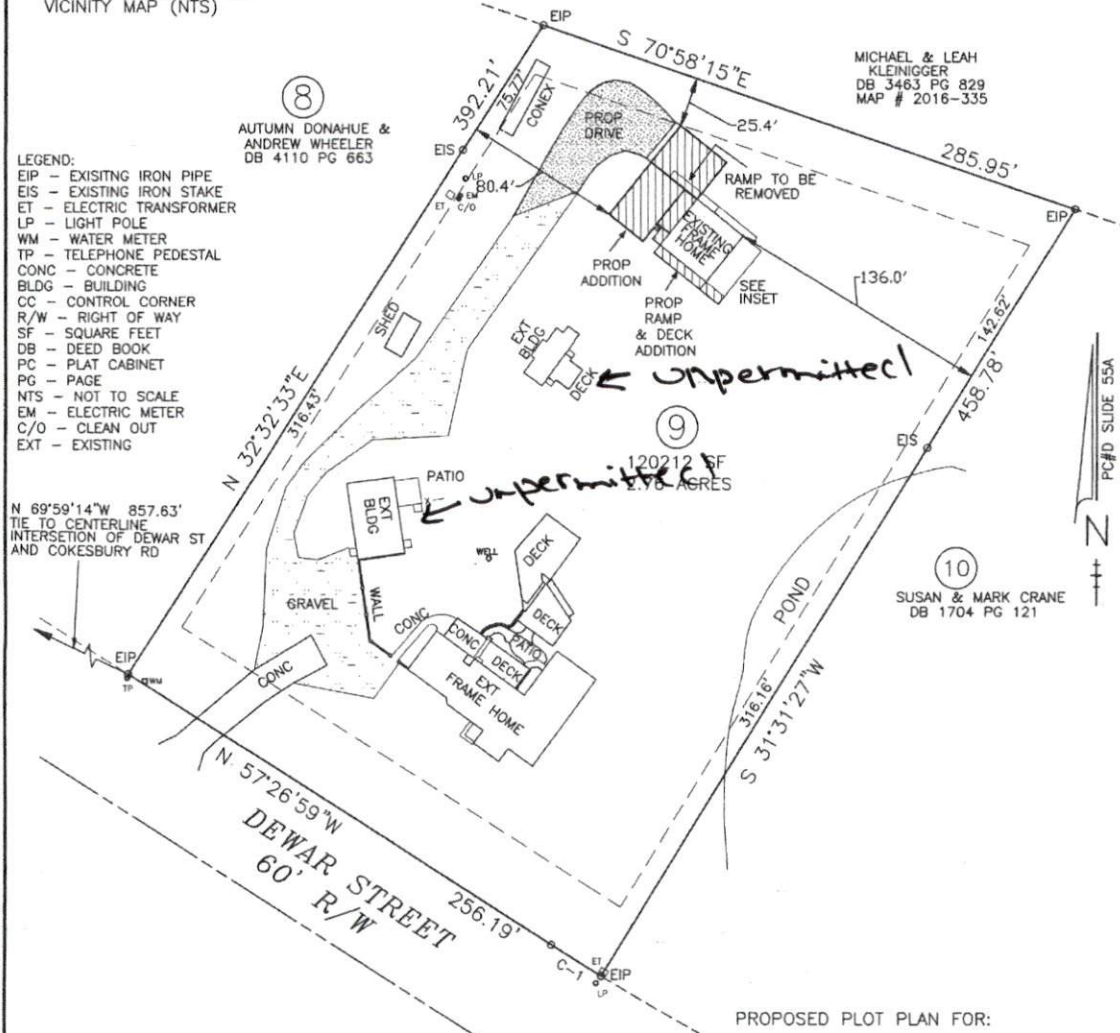 VICINITY MAP (NTS)
EIP
S 70°58'15"E
MICHAEL & LEAH
KLEINIGGER
DB 3463 PG 829
MAP # 2016-335
8
AUTUMN DONAHUE &
ANDREW WHEELER
DB 4110 PG 663
392.21'
75.77'
CONEX
PROP
DRIVE
25.4'
285.95'
EIS
LP
ET
EM
C/O
80.4'
RAMP TO BE
REMOVED
EIP
LEGEND:
EIP - EXISITNG IRON PIPE
EIS - EXISTING IRON STAKE
ET - ELECTRIC TRANSFORMER
LP - LIGHT POLE
WM - WATER METER
TP - TELEPHONE PEDESTAL
CONC - CONCRETE
BLDG - BUILDING
CC - CONTROL CORNER
R/W - RIGHT OF WAY
SF - SQUARE FEET
DB - DEED BOOK
PC - PLAT CABINET
PG - PAGE
NTS - NOT TO SCALE
EM - ELECTRIC METER
C/O - CLEAN OUT
EXT - EXISTING
EXISTING
FRAME
HOME
PROP
ADDITION
SEE
INSET
136.0'
PROP
RAMP
& DECK
ADDITION
142.62'
458.78'
SHED
EXT
BLDG
DECK
unpermitted
N 32°32'33"E
316.43'
9
120212 SF
2.76 ACRES
EIS
PC#D SLIDE 55A
N
PATIO
EXT
BLDG
unpermitted
N 69°59'14"W 857.63'
TIE TO CENTERLINE
INTERSETION OF DEWAR ST
AND COKESBURY RD
WELL
DECK
10
SUSAN & MARK CRANE
DB 1704 PG 121
POND
GRAVEL
WALL
CONC
DECK
CONC
PATIO
DECK
EXT
FRAME HOME
EIP
TP
WM
CONC
316.16'
S 31°31'27"W
N 57°26'59"W
256.19'
DEWAR STREET
60' R/W
C-1
ET
EIP
LP
PROPOSED PLOT PLAN FOR: